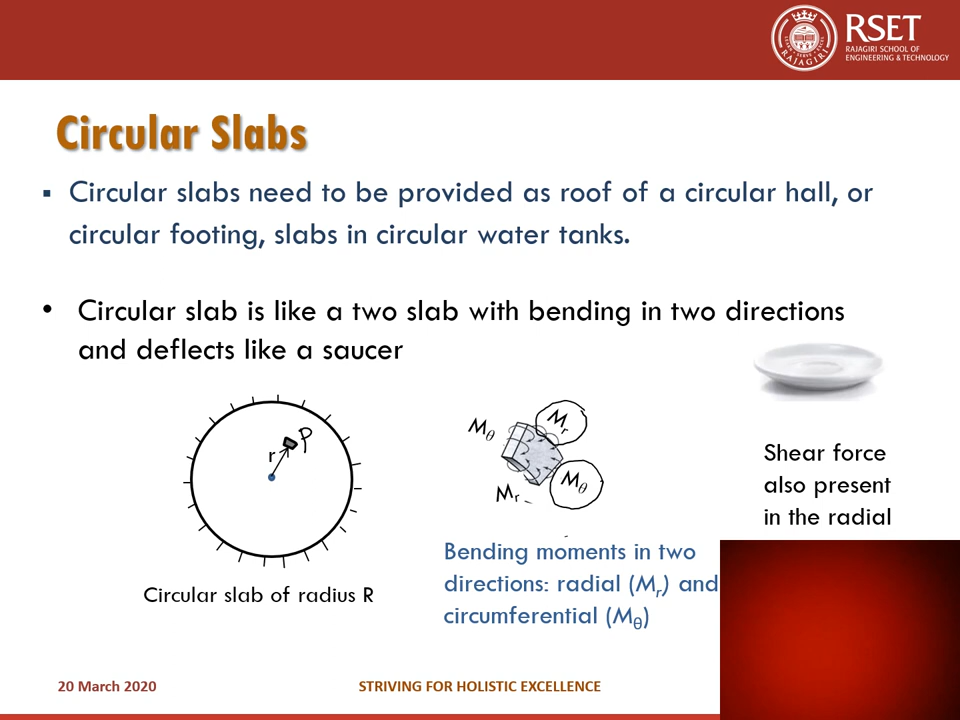 RSET
RAJAGIRI SCHOOL OF
ENGINEERING & TECHNOLOGY
RAJAGIRI
Circular Slabs
▪ Circular slabs need to be provided as roof of a circular hall, or
circular footing, slabs in circular water tanks.
• Circular slab is like a two slab with bending in two directions
and deflects like a saucer
r
P
Mθ
Mr
Mθ
Mr
Shear force
also present
in the radial
Bending moments in two
directions: radial (Mr) and
circumferential (Mθ)
Circular slab of radius R
20 March 2020
STRIVING FOR HOLISTIC EXCELLENCE